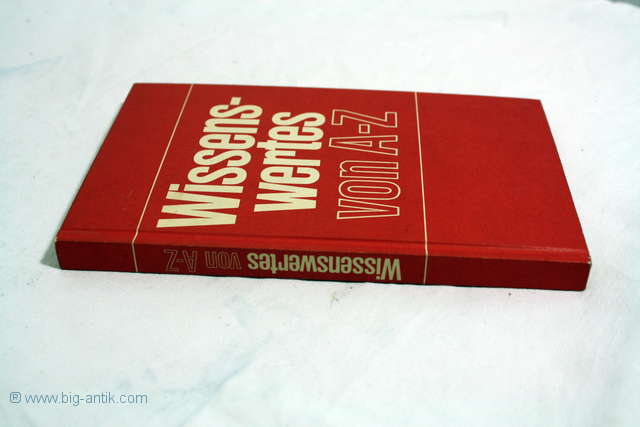 Wissens-
wertes
von A-Z
Wissenswertes von A-Z
® www.big-antik.com